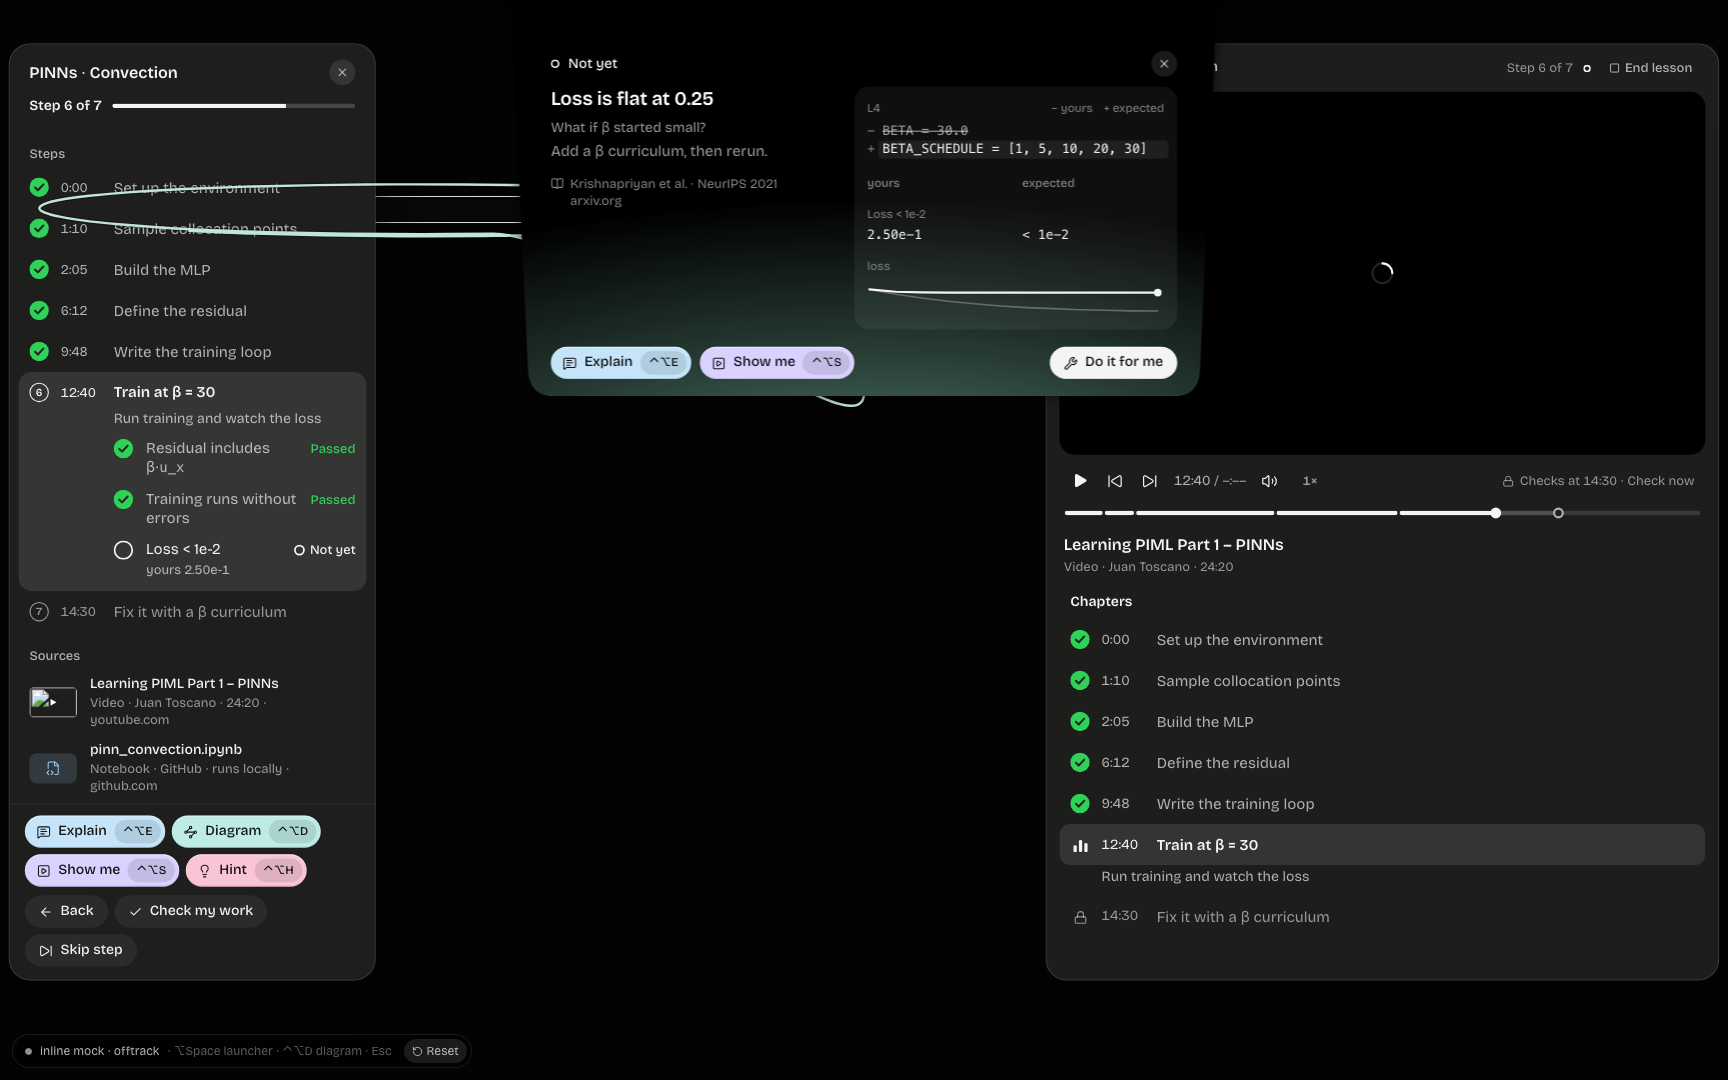 PINNs · Convection
Step 6 of 7
Steps
0:00 Set up the environment
1:10 Sample collocation points
2:05 Build the MLP
6:12 Define the residual
9:48 Write the training loop
6 12:40 Train at β = 30
Run training and watch the loss
Residual includes Passed
β·u_x
Training runs without Passed
errors
Loss < 1e-2 Not yet
yours 2.50e-1
7 14:30 Fix it with a β curriculum
Sources
Learning PIML Part 1 – PINNs
Video · Juan Toscano · 24:20 ·
youtube.com
pinn_convection.ipynb
Notebook · GitHub · runs locally ·
github.com
Explain ^⌥E Diagram ^⌥D
Show me ^⌥S Hint ^⌥H
Back Check my work
Skip step
inline mock · offtrack · ⌥Space launcher · ^⌥D diagram · Esc Reset
Not yet
Loss is flat at 0.25
What if β started small?
Add a β curriculum, then rerun.
Krishnapriyan et al. · NeurIPS 2021
arxiv.org
L4 − yours + expected
− BETA = 30.0
+ BETA_SCHEDULE = [1, 5, 10, 20, 30]
yours expected
Loss < 1e-2
2.50e-1 < 1e-2
loss
Explain ^⌥E Show me ^⌥S Do it for me
Step 6 of 7 End lesson
12:40 / –:–– 1× Checks at 14:30 · Check now
Learning PIML Part 1 – PINNs
Video · Juan Toscano · 24:20
Chapters
0:00 Set up the environment
1:10 Sample collocation points
2:05 Build the MLP
6:12 Define the residual
9:48 Write the training loop
12:40 Train at β = 30
Run training and watch the loss
14:30 Fix it with a β curriculum